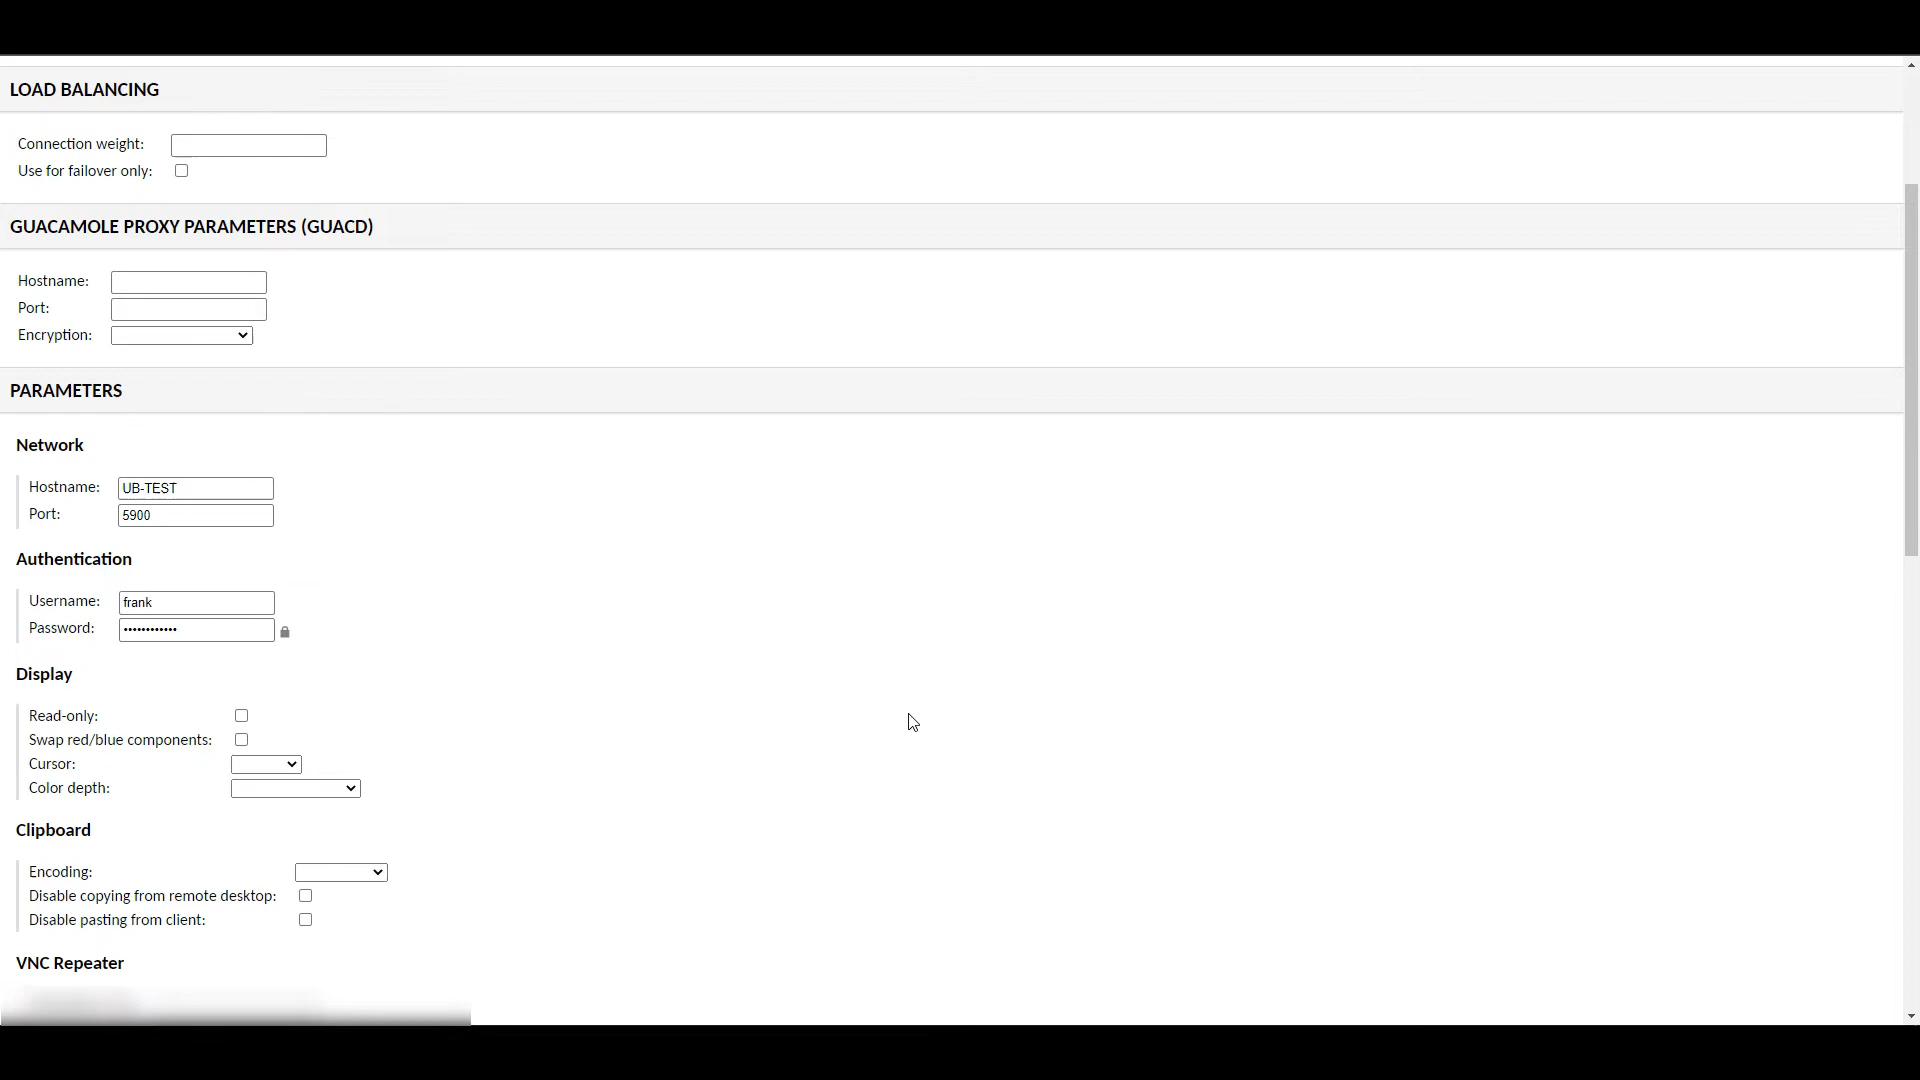 LOAD BALANCING
Connection weight:
Use for failover only:
GUACAMOLE PROXY PARAMETERS (GUACD)
Hostname:
Port:
Encryption:
PARAMETERS
Network
Hostname: UB-TEST
Port: 5900
Authentication
Username: frank
Password: ••••••••••••
Display
Read-only:
Swap red/blue components:
Cursor:
Color depth:
Clipboard
Encoding:
Disable copying from remote desktop:
Disable pasting from client:
VNC Repeater